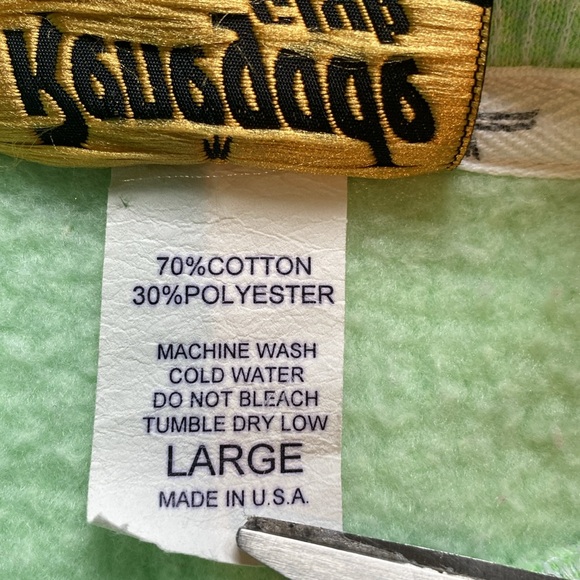 70%COTTON
30%POLYESTER
MACHINE WASH
COLD WATER
DO NOT BLEACH
TUMBLE DRY LOW
LARGE
MADE IN U.S.A.